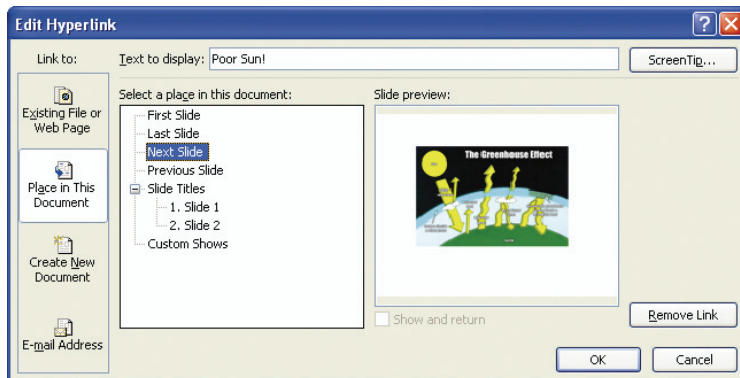 Edit Hyperlink
Link to:
Text to display: Poor Sun!
ScreenTip...
Existing File or
Web Page
Place in This
Document
Create New
Document
E-mail Address
Select a place in this document:
First Slide
Last Slide
Next Slide
Previous Slide
Slide Titles
1. Slide 1
2. Slide 2
Custom Shows
Slide preview:
The Greenhouse Effect
Show and return
Remove Link
OK
Cancel